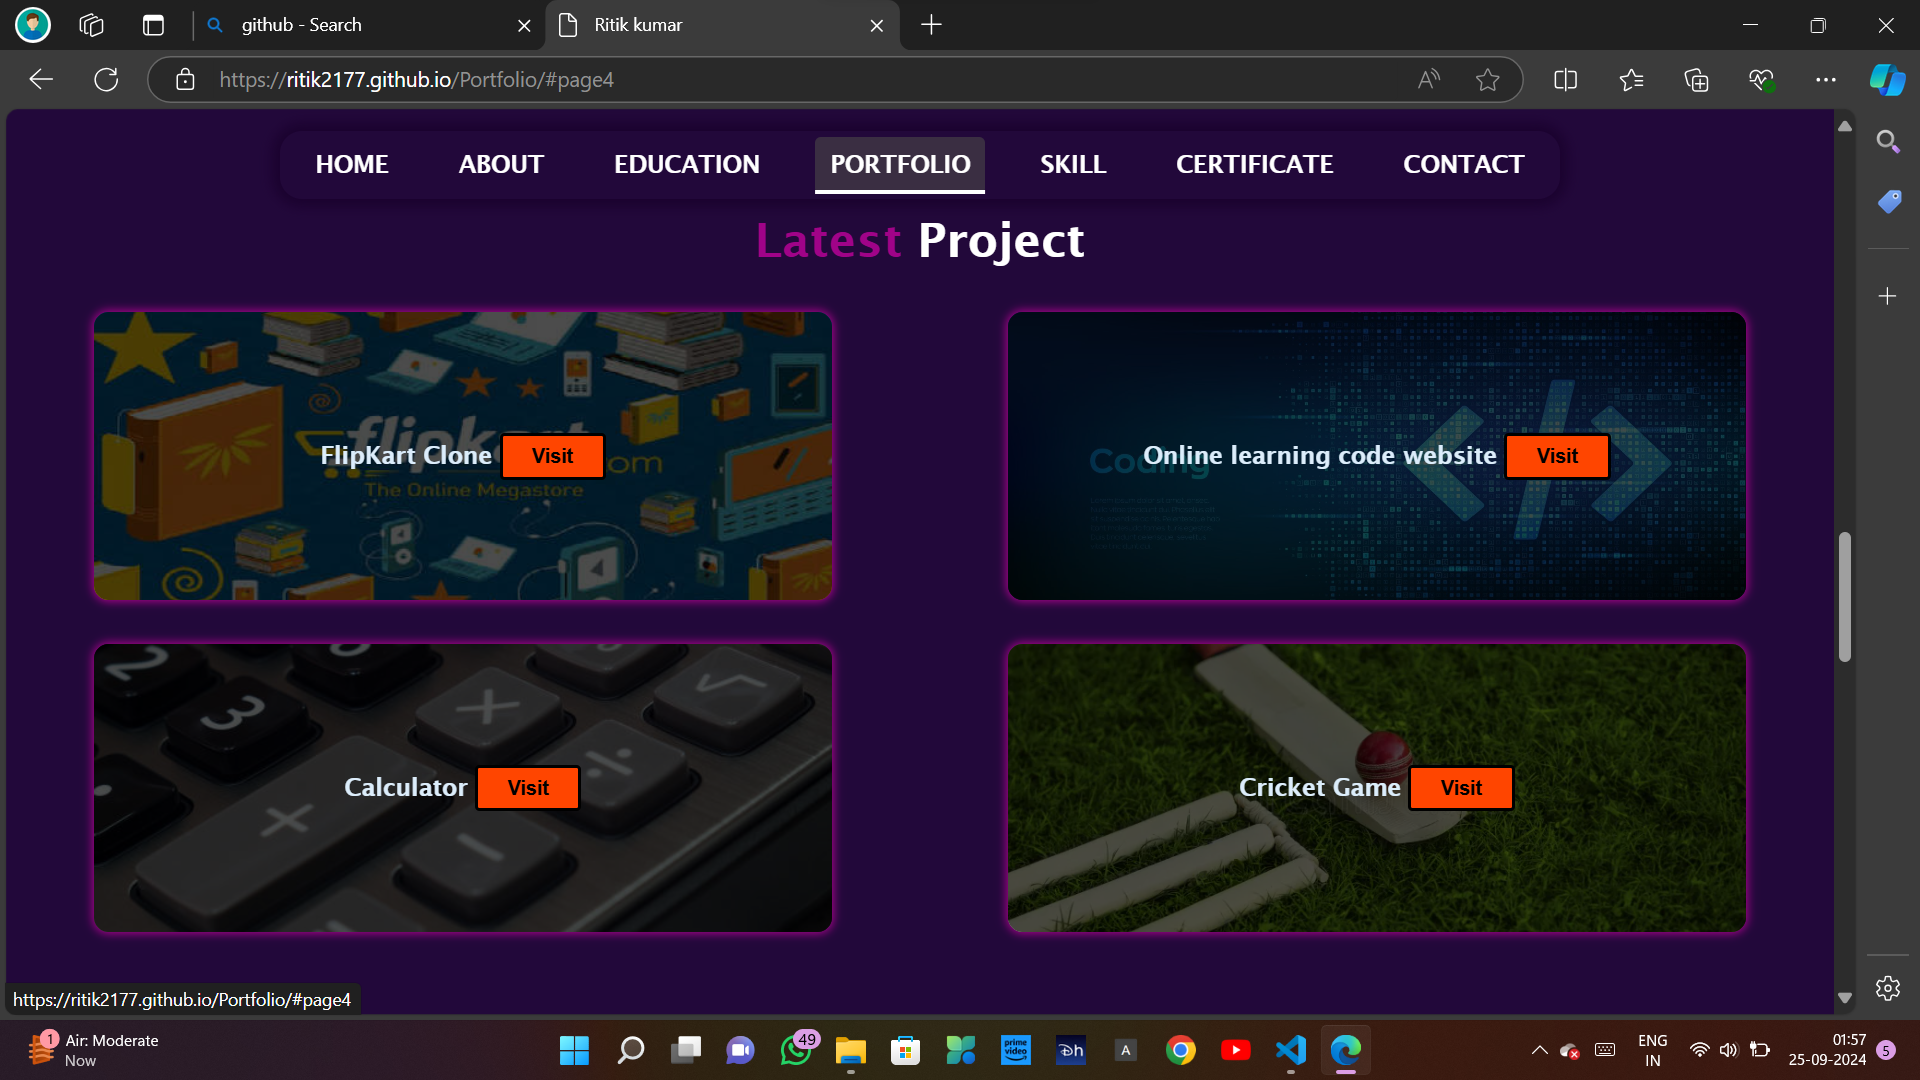 github - Search
Ritik kumar
https://ritik2177.github.io/Portfolio/#page4
HOME ABOUT EDUCATION PORTFOLIO SKILL CERTIFICATE CONTACT
Latest Project
flipkart.com
The Online Megastore
FlipKart Clone Visit
Coding
Online learning code website Visit
Calculator Visit
Cricket Game Visit
https://ritik2177.github.io/Portfolio/#page4
1
Air: Moderate
Now
49
prime video
A
ENG
IN
01:57
25-09-2024
5